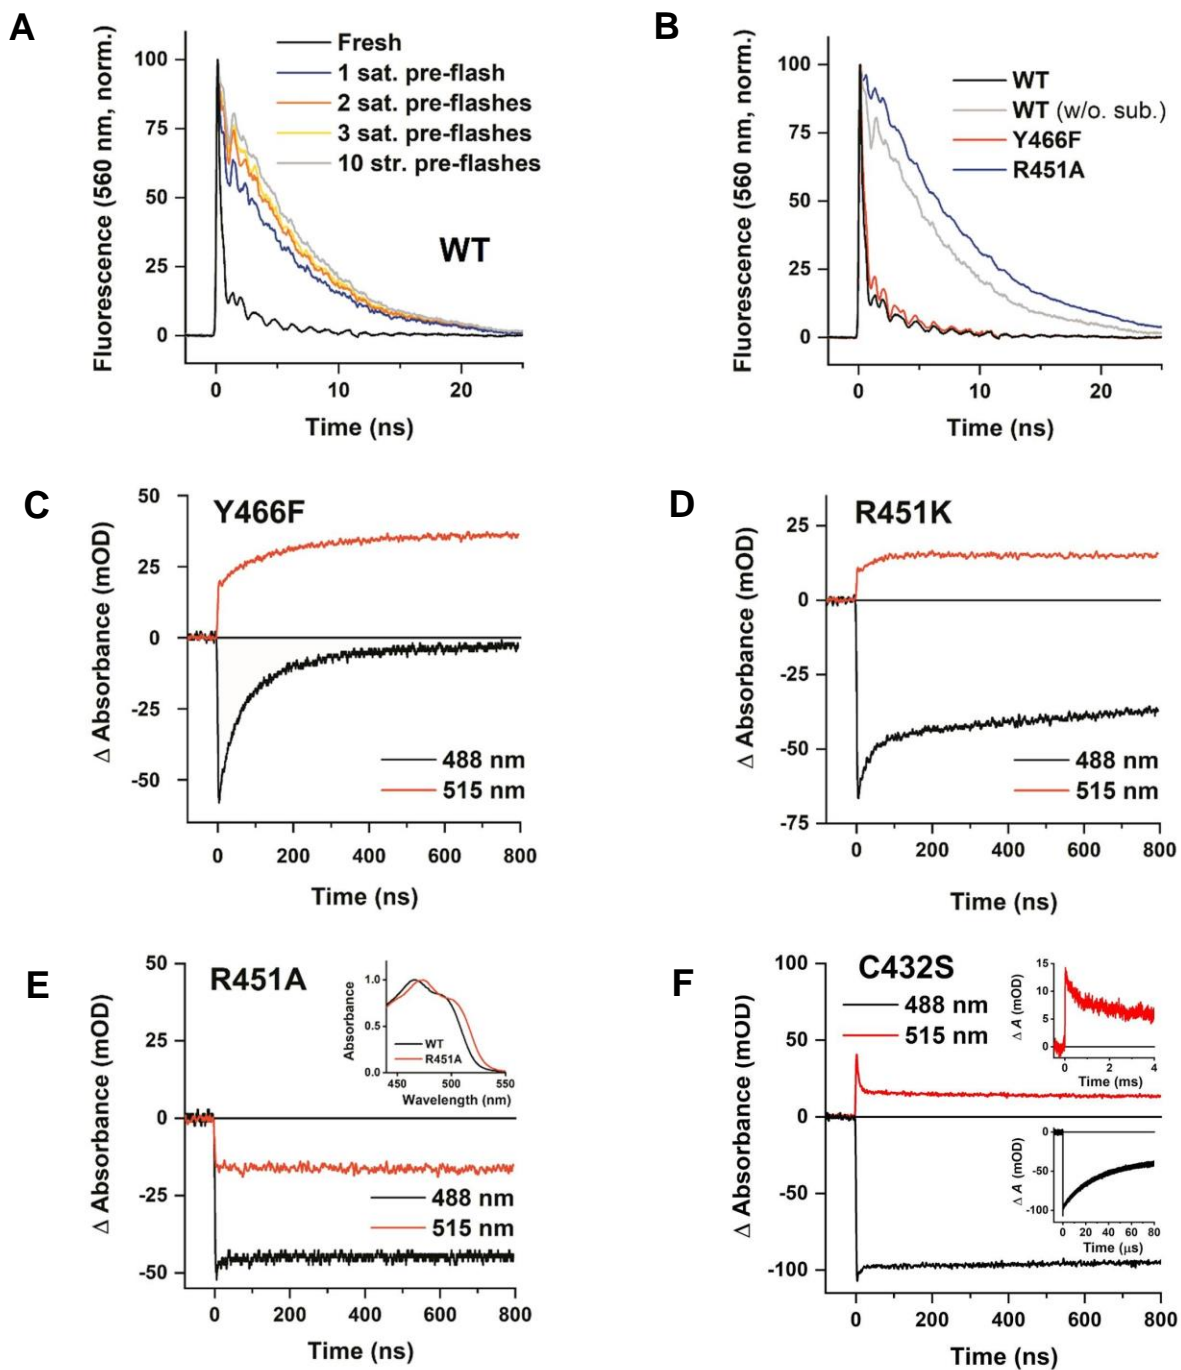 A
Fluorescence (560 nm, norm.)
100
75
50
25
0
Fresh
1 sat. pre-flash
2 sat. pre-flashes
3 sat. pre-flashes
10 str. pre-flashes
WT
0 10 20
Time (ns)
B
Fluorescence (560 nm, norm.)
100
75
50
25
0
WT
WT (w/o. sub.)
Y466F
R451A
0 10 20
Time (ns)
C
Δ Absorbance (mOD)
50
25
0
-25
-50
Y466F
488 nm
515 nm
0 200 400 600 800
Time (ns)
D
Δ Absorbance (mOD)
25
0
-25
-50
-75
R451K
488 nm
515 nm
0 200 400 600 800
Time (ns)
E
Δ Absorbance (mOD)
50
25
0
-25
-50
R451A
Absorbance
1.0
0.5
0.0
WT
R451A
450 500 550
Wavelength (nm)
488 nm
515 nm
0 200 400 600 800
Time (ns)
F
Δ Absorbance (mOD)
100
50
0
-50
-100
C432S
488 nm
515 nm
Δ A (mOD)
15
10
5
0
0 2 4
Time (ms)
Δ A (mOD)
0
-50
-100
0 20 40 60 80
Time (µs)
0 200 400 600 800
Time (ns)